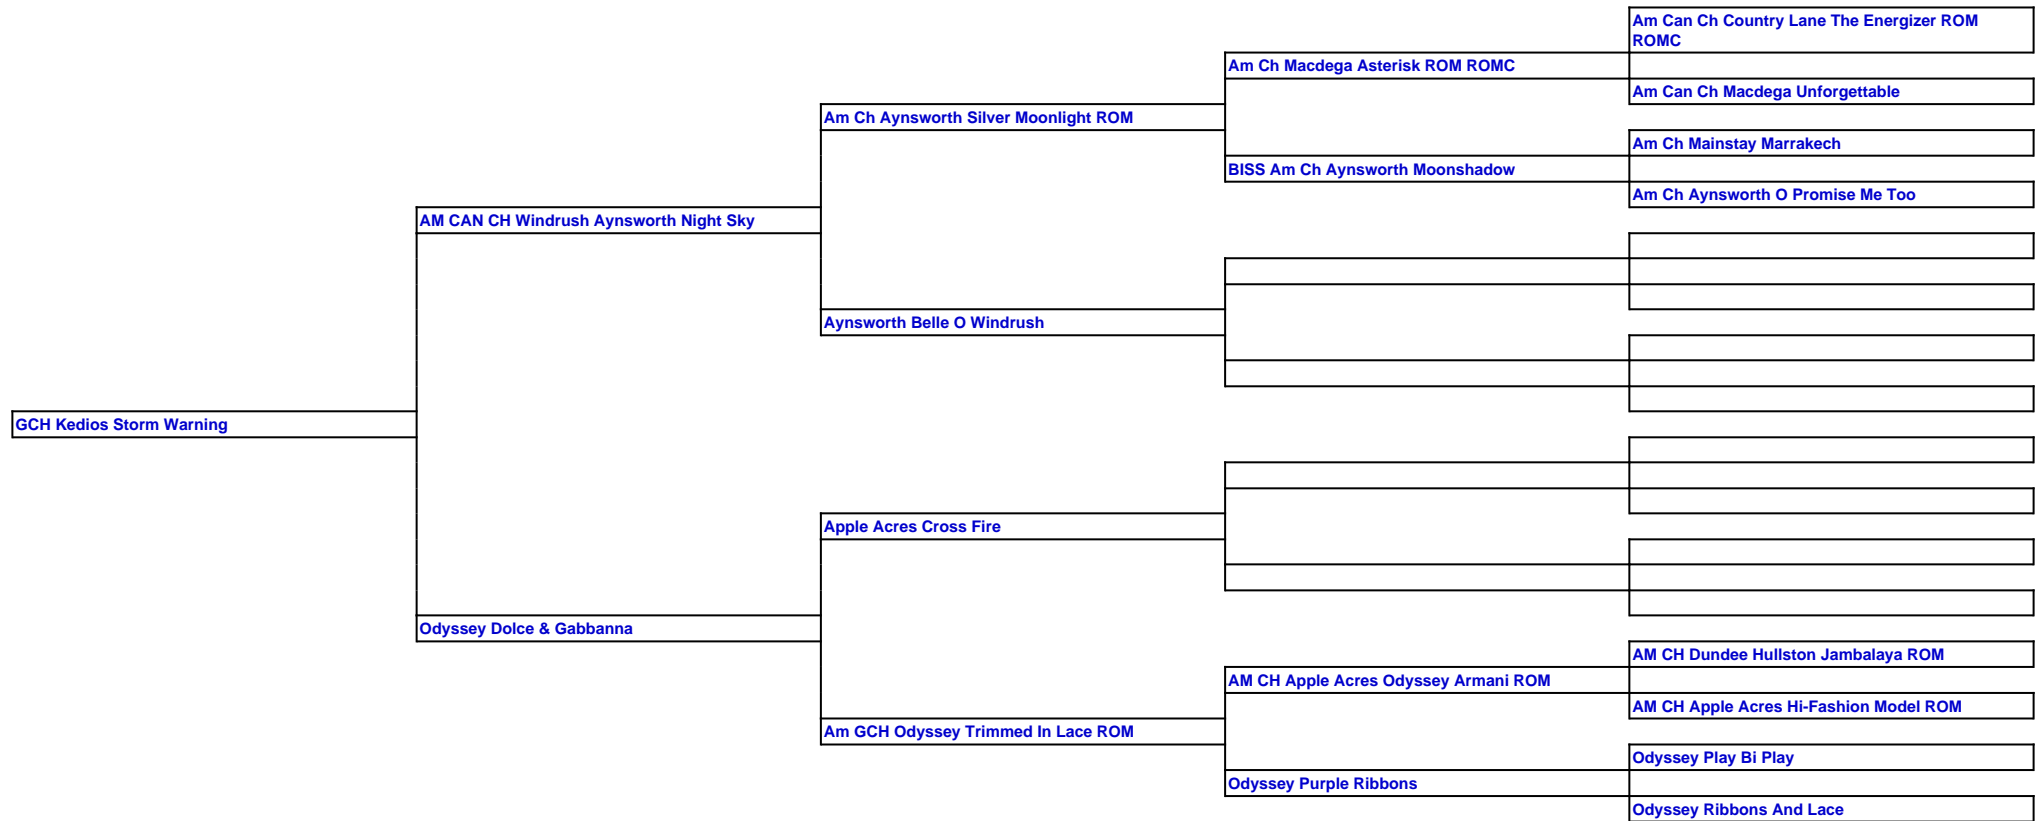 Am Can Ch Country Lane The Energizer ROM
ROMC
Am Ch Macdega Asterisk ROM ROMC
Am Can Ch Macdega Unforgettable
Am Ch Aynsworth Silver Moonlight ROM
Am Ch Mainstay Marrakech
BISS Am Ch Aynsworth Moonshadow
Am Ch Aynsworth O Promise Me Too
AM CAN CH Windrush Aynsworth Night Sky
Aynsworth Belle O Windrush
GCH Kedios Storm Warning
Apple Acres Cross Fire
Odyssey Dolce & Gabbanna
AM CH Dundee Hullston Jambalaya ROM
AM CH Apple Acres Odyssey Armani ROM
AM CH Apple Acres Hi-Fashion Model ROM
Am GCH Odyssey Trimmed In Lace ROM
Odyssey Play Bi Play
Odyssey Purple Ribbons
Odyssey Ribbons And Lace